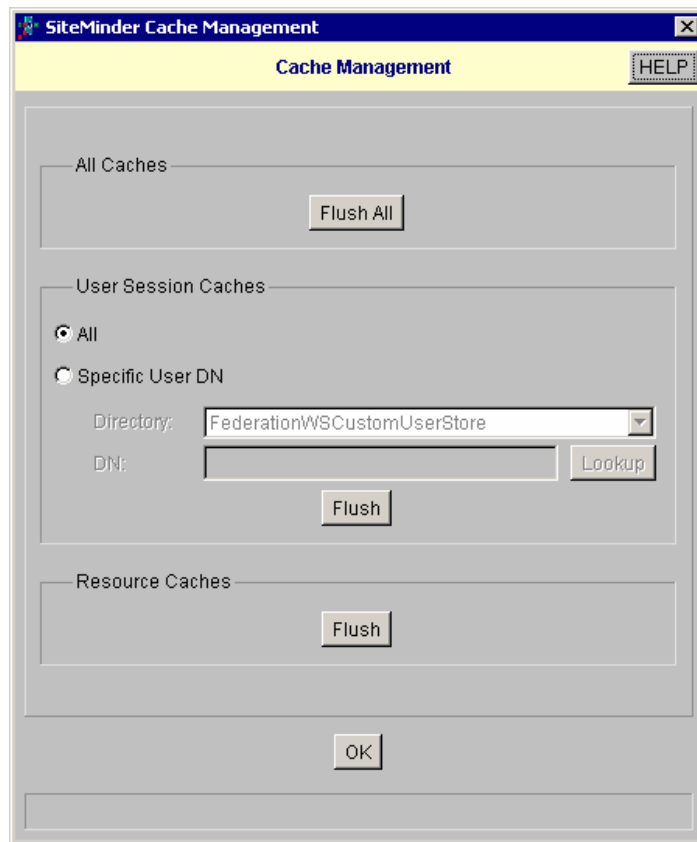 SiteMinder Cache Management
Cache Management
HELP
All Caches
Flush All
User Session Caches
All
Specific User DN
Directory: FederationWSCustomUserStore
DN: Lookup
Flush
Resource Caches
Flush
OK